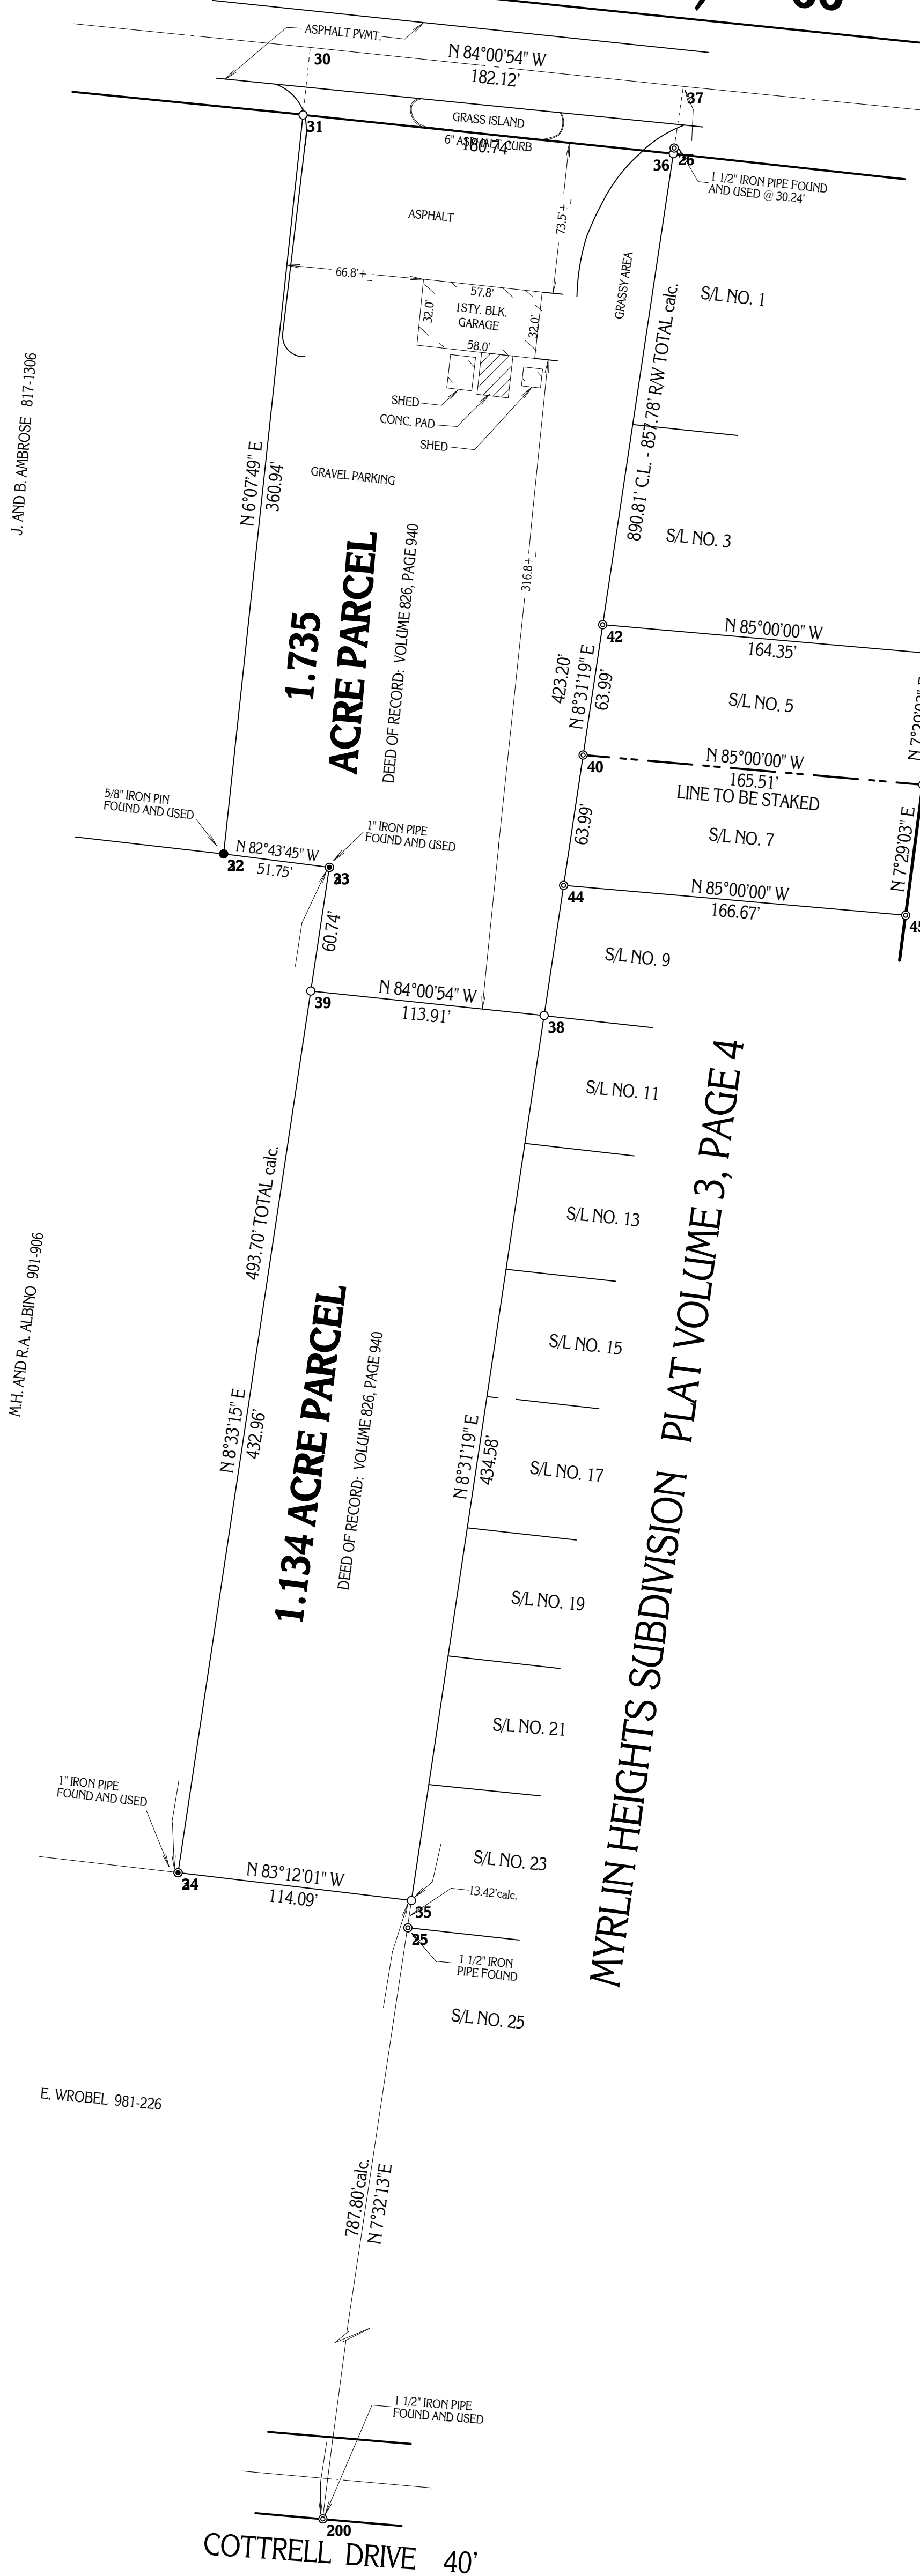 66'
ASPHALT PVMT.
30
N 84°00'54" W
182.12'
37
31
GRASS ISLAND
6" ASPHALT CURB
180.74'
36
26
1 1/2" IRON PIPE FOUND
AND USED @ 30.24'
73.5'+_
ASPHALT
GRASSY AREA
66.8'+_
57.8'
32.0'
1STY. BLK.
GARAGE
32.0'
58.0'
S/L NO. 1
SHED
CONC. PAD
SHED
890.81' C.L. - 857.78' R/W TOTAL calc.
J. AND B. AMBROSE 817-1306
N 6°07'49" E
360.94'
GRAVEL PARKING
S/L NO. 3
316.8+_
1.735
ACRE PARCEL
DEED OF RECORD: VOLUME 826, PAGE 940
42
N 85°00'00" W
164.35'
423.20'
N 8°31'19" E
63.99'
S/L NO. 5
40
N 85°00'00" W
165.51'
LINE TO BE STAKED
5/8" IRON PIN
FOUND AND USED
1" IRON PIPE
FOUND AND USED
63.99'
S/L NO. 7
N 7°29'03" E
N 82°43'45" W
51.75'
44
N 85°00'00" W
166.67'
60.74'
S/L NO. 9
39
N 84°00'54" W
113.91'
38
S/L NO. 11
493.70' TOTAL calc.
S/L NO. 13
M.H. AND R.A. ALBINO 901-906
S/L NO. 15
1.134 ACRE PARCEL
DEED OF RECORD: VOLUME 826, PAGE 940
N 8°33'15" E
432.96'
N 8°31'19" E
434.58'
S/L NO. 17
S/L NO. 19
S/L NO. 21
MYRLIN HEIGHTS SUBDIVISION PLAT VOLUME 3, PAGE 4
1" IRON PIPE
FOUND AND USED
N 83°12'01" W
114.09'
S/L NO. 23
13.42'calc.
35
25
1 1/2" IRON
PIPE FOUND
S/L NO. 25
E. WROBEL 981-226
787.80'calc.
N 7°32'13"E
1 1/2" IRON PIPE
FOUND AND USED
200
COTTRELL DRIVE 40'